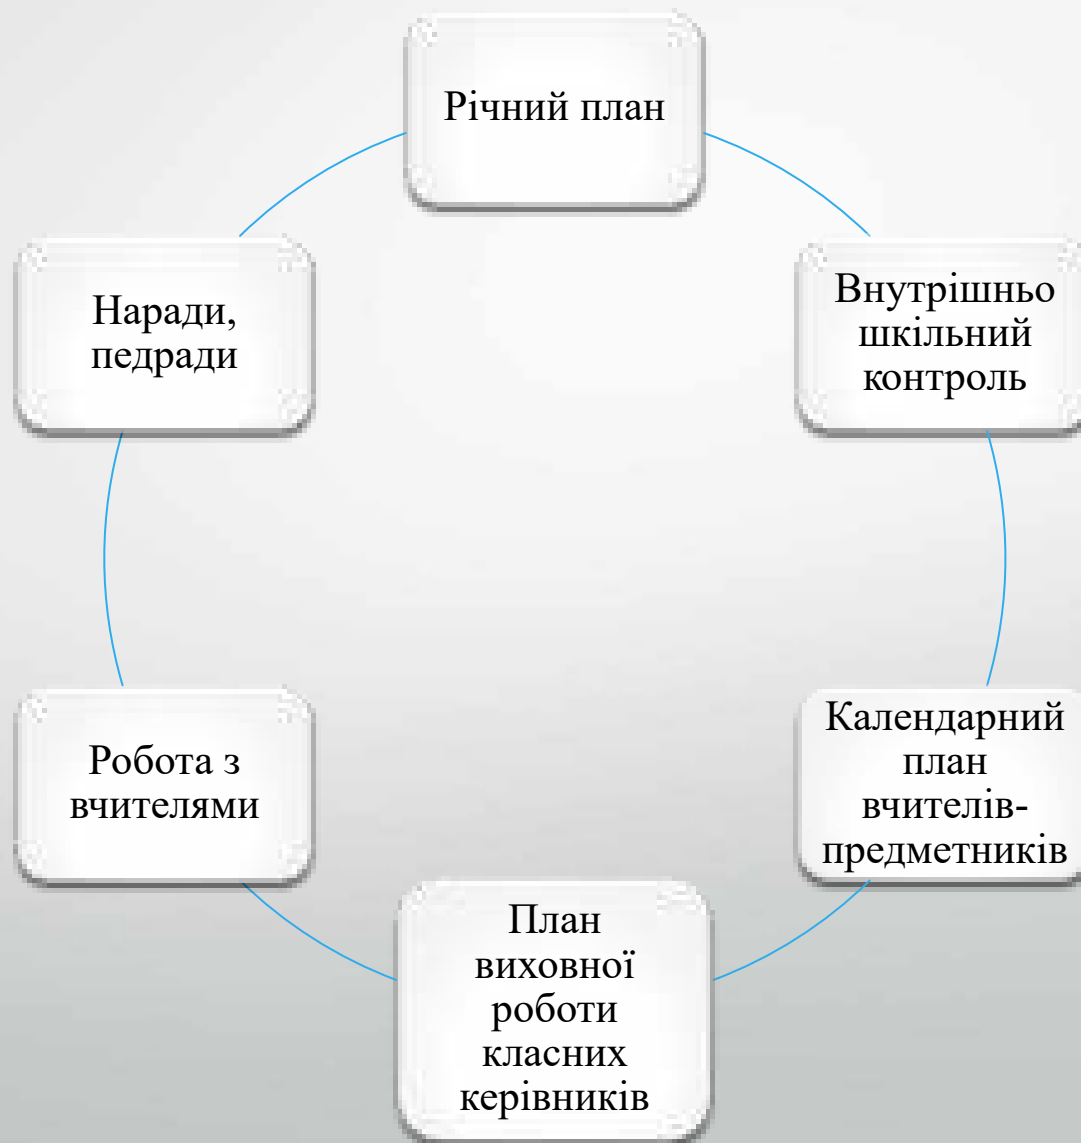 Річний план
Внутрішньо
шкільний
контроль
Календарний
план
вчителів-
предметників
План
виховної
роботи
класних
керівників
Робота з
вчителями
Наради,
педради